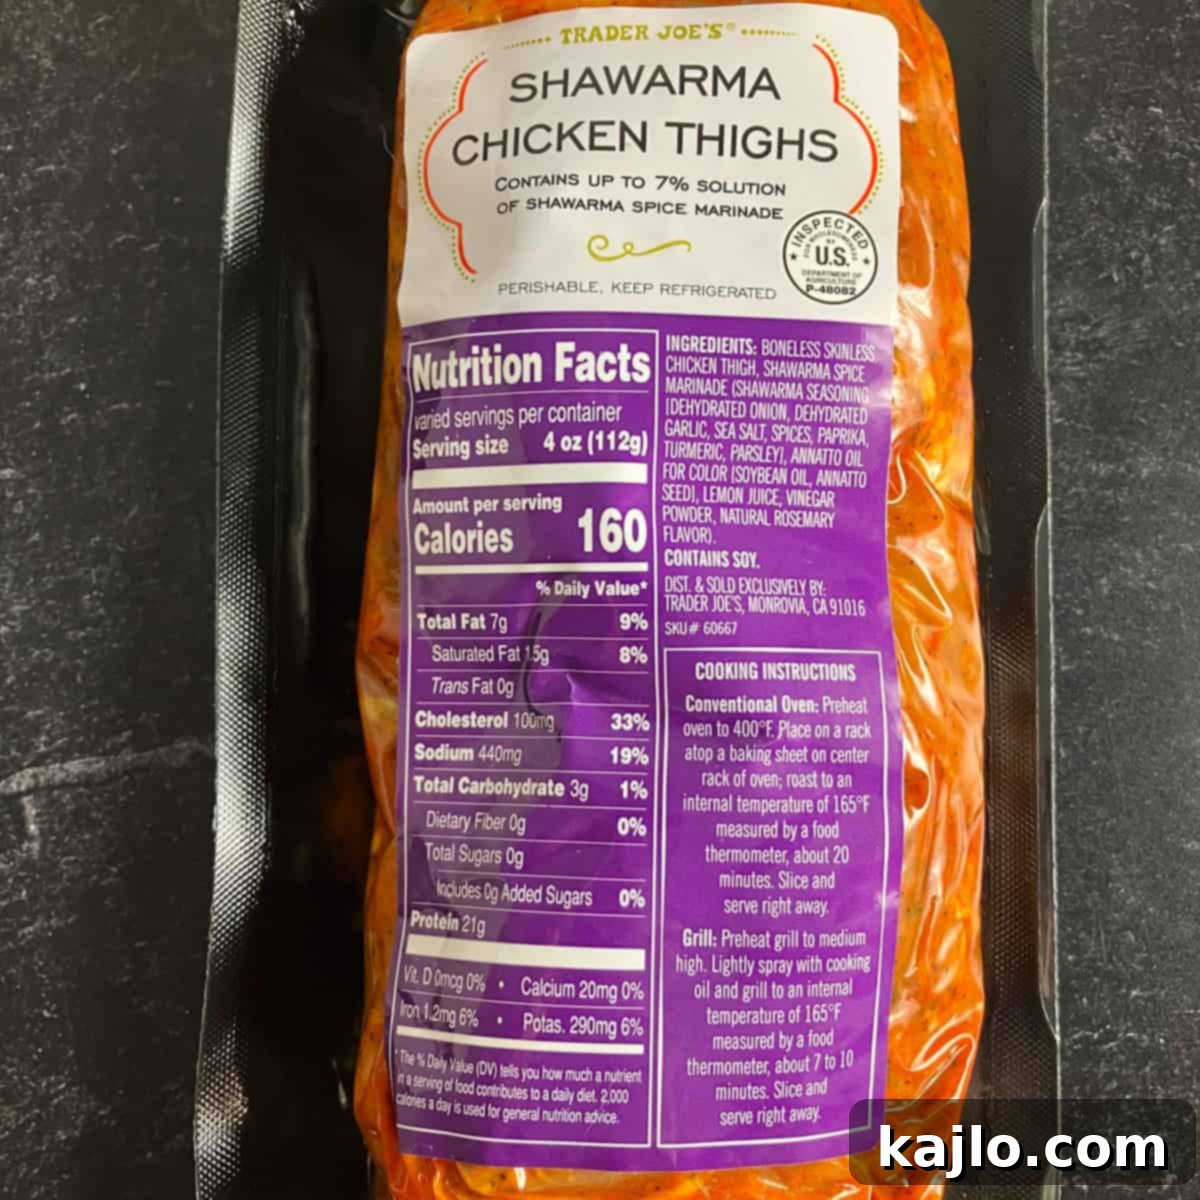 TRADER JOE'S®
SHAWARMA
CHICKEN THIGHS
CONTAINS UP TO 7% SOLUTION
OF SHAWARMA SPICE MARINADE
INSPECTED
FOR WHOLESOMENESS
BY
U.S.
DEPARTMENT OF
AGRICULTURE
P-48082
PERISHABLE, KEEP REFRIGERATED
Nutrition Facts
varied servings per container
Serving size 4 oz (112g)
Amount per serving
Calories 160
% Daily Value*
Total Fat 7g 9%
Saturated Fat 1.5g 8%
Trans Fat 0g
Cholesterol 100mg 33%
Sodium 440mg 19%
Total Carbohydrate 3g 1%
Dietary Fiber 0g 0%
Total Sugars 0g
Includes 0g Added Sugars 0%
Protein 21g
Vit. D 0mcg 0% • Calcium 20mg 0%
Iron 1.2mg 6% • Potas. 290mg 6%
* The % Daily Value (DV) tells you how much a nutrient
in a serving of food contributes to a daily diet. 2,000
calories a day is used for general nutrition advice.
INGREDIENTS: BONELESS SKINLESS
CHICKEN THIGH, SHAWARMA SPICE
MARINADE (SHAWARMA SEASONING
[DEHYDRATED ONION, DEHYDRATED
GARLIC, SEA SALT, SPICES, PAPRIKA,
TURMERIC, PARSLEY], ANNATTO OIL
FOR COLOR [SOYBEAN OIL, ANNATTO
SEED], LEMON JUICE, VINEGAR
POWDER, NATURAL ROSEMARY
FLAVOR).
CONTAINS SOY.
DIST. & SOLD EXCLUSIVELY BY:
TRADER JOE'S, MONROVIA, CA 91016
SKU# 60667
COOKING INSTRUCTIONS
Conventional Oven: Preheat
oven to 400°F. Place on a rack
atop a baking sheet on center
rack of oven; roast to an
internal temperature of 165°F
measured by a food
thermometer, about 20
minutes. Slice and
serve right away.
Grill: Preheat grill to medium
high. Lightly spray with cooking
oil and grill to an internal
temperature of 165°F
measured by a food
thermometer, about 7 to 10
minutes. Slice and
serve right away.
kajlo.com